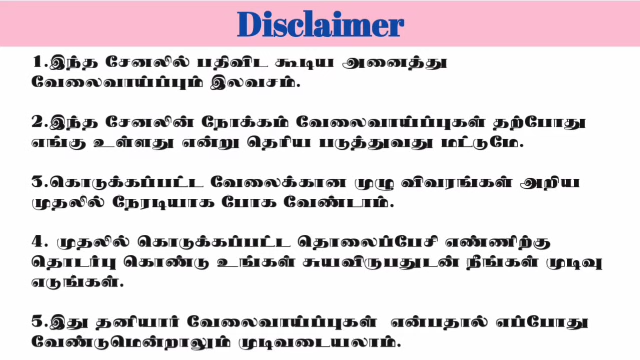 Disclaimer
1.இந்த சேனலில் பதிவிட கூடிய அனைத்து
வேலைவாய்ப்பும் இலவசம்.
2.இந்த சேனலின் நோக்கம் வேலைவாய்ப்புகள் தற்போது
எங்கு உள்ளது என்று தெரிய படுத்துவது மட்டுமே.
3.கொடுக்கப்பட்ட வேலைக்கான முழு விவரங்கள் அறிய
முதலில் நேரடியாக போக வேண்டாம்.
4. முதலில் கொடுக்கப்பட்ட தொலைப்பேசி எண்ணிற்கு
தொடர்பு கொண்டு உங்கள் சுயவிருபதுடன் நீங்கள் முடிவு
எடுங்கள்.
5.இது தனியார் வேலைவாய்ப்புகள் என்பதால் எப்போது
வேண்டுமென்றாலும் முடிவடையலாம்.